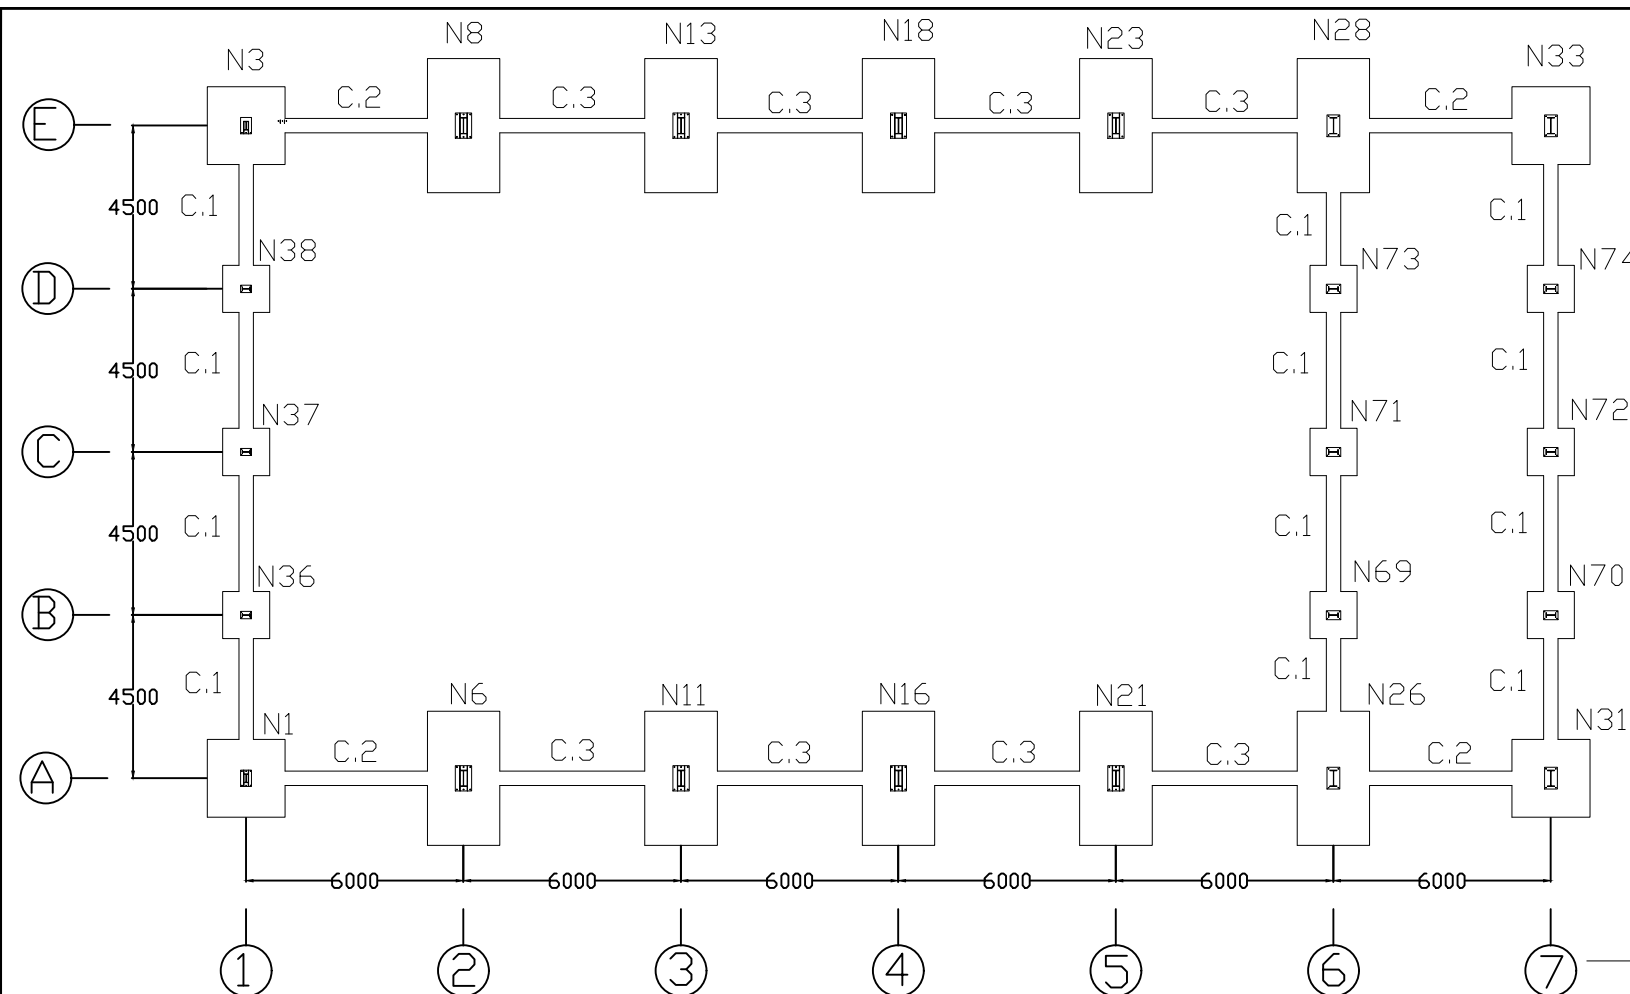 N3 N8 N13 N18 N23 N28 N33
C.2 C.3 C.3 C.3 C.3 C.2
E
4500 C.1 C.1 C.1
N38 N73 N74
D
4500 C.1 C.1 C.1
N37 N71 N72
C
4500 C.1 C.1 C.1
N36 N69 N70
B
4500 C.1 C.1 C.1
N1 N6 N11 N16 N21 N26 N31
C.2 C.3 C.3 C.3 C.3 C.2
A
6000 6000 6000 6000 6000 6000
1 2 3 4 5 6 7